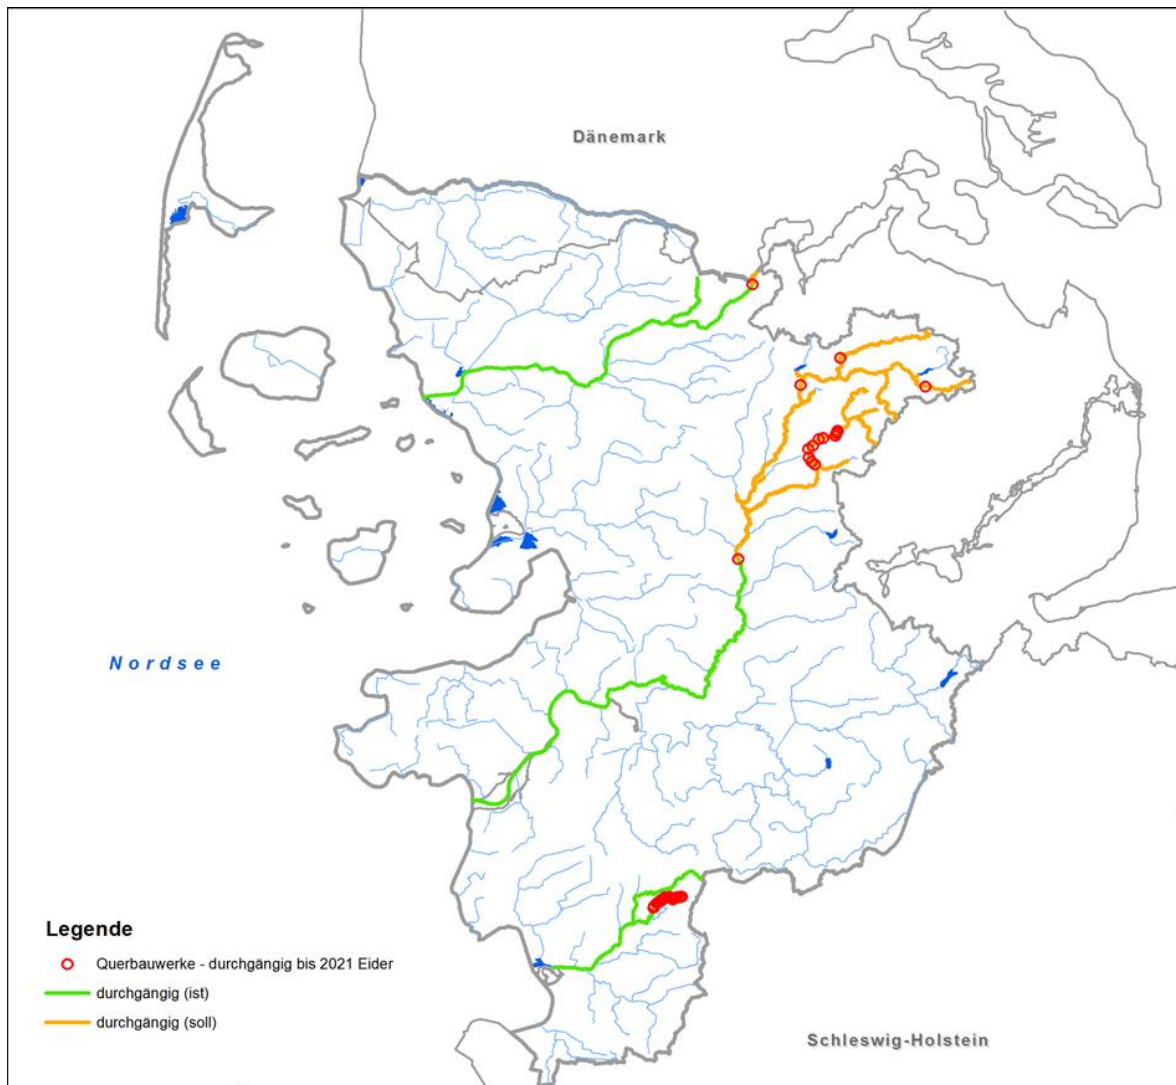 Dänemark
Nordsee
Legende
Querbauwerke - durchgängig bis 2021 Eider
durchgängig (ist)
durchgängig (soll)
Schleswig-Holstein